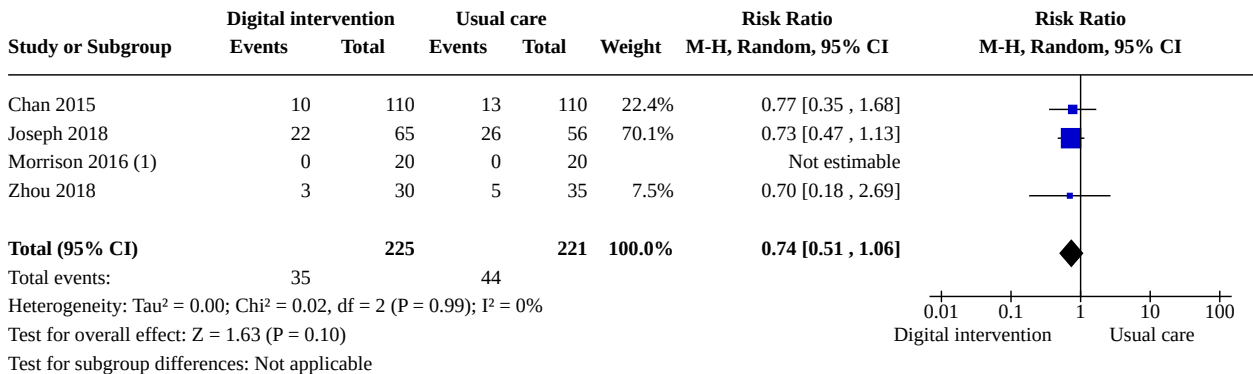 Digital intervention Usual care Risk Ratio Risk Ratio
Study or Subgroup Events Total Events Total Weight M-H, Random, 95% CI M-H, Random, 95% CI
Chan 2015 10 110 13 110 22.4% 0.77 [0.35 , 1.68]
Joseph 2018 22 65 26 56 70.1% 0.73 [0.47 , 1.13]
Morrison 2016 (1) 0 20 0 20 Not estimable
Zhou 2018 3 30 5 35 7.5% 0.70 [0.18 , 2.69]
Total (95% CI) 225 221 100.0% 0.74 [0.51 , 1.06]
Total events: 35 44
Heterogeneity: Tau² = 0.00; Chi² = 0.02, df = 2 (P = 0.99); I² = 0%
0.01 0.1 1 10 100
Test for overall effect: Z = 1.63 (P = 0.10) Digital intervention Usual care
Test for subgroup differences: Not applicable